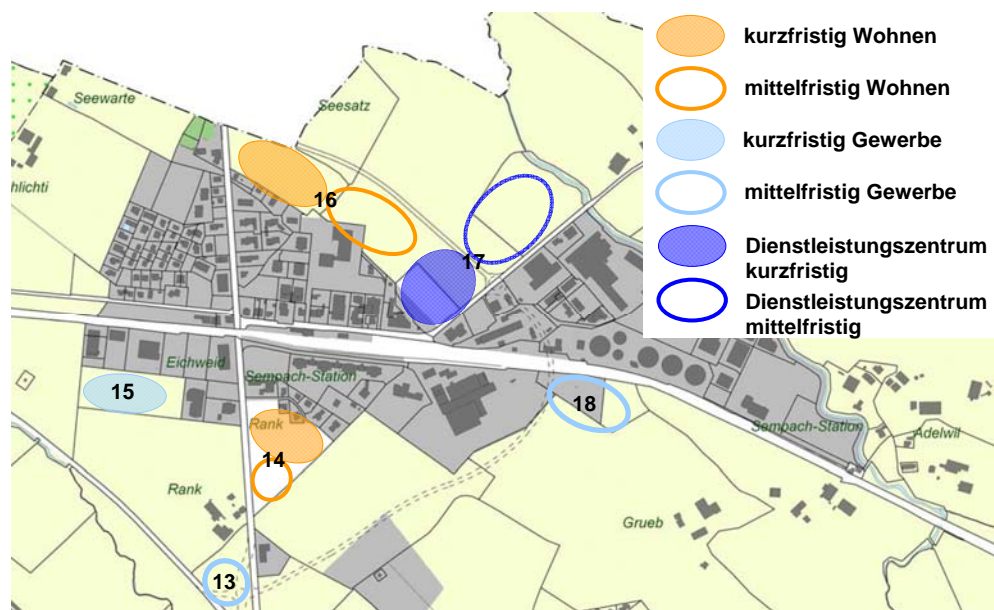 kurzfristig Wohnen
mittelfristig Wohnen
kurzfristig Gewerbe
mittelfristig Gewerbe
Dienstleistungszentrum
kurzfristig
Dienstleistungszentrum
mittelfristig
Seewarte
Seesatz
hlichti
16
17
Eichweid
Sempach-Station
15
18
Rank
Sempach-Station
Adelwil
14
Rank
Grueb
13